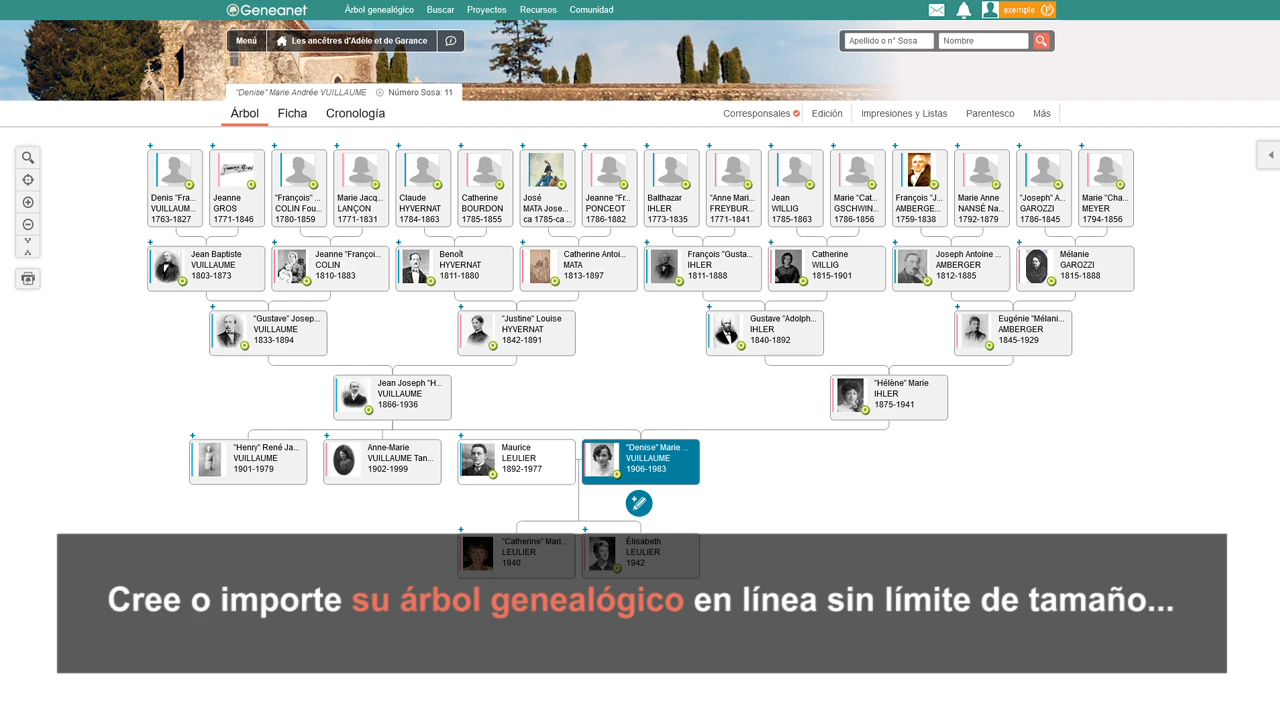 Geneanet
Árbol genealógico Buscar Proyectos Recursos Comunidad
exemple
Menú Les ancêtres d'Adèle et de Garance
Apellido o n° Sosa Nombre
"Denise" Marie Andrée VUILLAUME Número Sosa: 11
Árbol Ficha Cronología
Corresponsales Edición Impresiones y Listas Parentesco Más
Denis "Fra...
VUILLAUM...
1763-1827
Jeanne
GROS
1771-1846
"François" ...
COLIN Fou...
1780-1859
Marie Jacq...
LANÇON
1771-1831
Claude
HYVERNAT
1784-1863
Catherine
BOURDON
1785-1855
José
MATA Jose...
ca 1785-ca ...
Jeanne "Fr...
PONCEOT
1786-1882
Balthazar
IHLER
1773-1835
"Anne Mari...
FREYBUR...
1771-1841
Jean
WILLIG
1785-1863
Marie "Cat...
GSCHWIN...
1786-1856
François "J...
AMBERGE...
1759-1838
Marie Anne
NANSÉ Na...
1792-1879
"Joseph" A...
GAROZZI
1786-1845
Marie "Cha...
MEYER
1794-1856
Jean Baptiste
VUILLAUME
1803-1873
Jeanne "Françoi...
COLIN
1810-1883
Benoît
HYVERNAT
1811-1880
Catherine Antoi...
MATA
1813-1897
François "Gusta...
IHLER
1811-1888
Catherine
WILLIG
1815-1901
Joseph Antoine ...
AMBERGER
1812-1885
Mélanie
GAROZZI
1815-1888
"Gustave" Josep...
VUILLAUME
1833-1894
"Justine" Louise
HYVERNAT
1842-1891
Gustave "Adolph...
IHLER
1840-1892
Eugénie "Mélani...
AMBERGER
1845-1929
Jean Joseph "H...
VUILLAUME
1866-1936
"Hélène" Marie
IHLER
1875-1941
"Henry" René Ja...
VUILLAUME
1901-1979
Anne-Marie
VUILLAUME Tan...
1902-1999
Maurice
LEULIER
1892-1977
"Denise" Marie ...
VUILLAUME
1906-1983
"Catherine" Mari...
LEULIER
1940
Élisabeth
LEULIER
1942
Cree o importe su árbol genealógico en línea sin límite de tamaño...